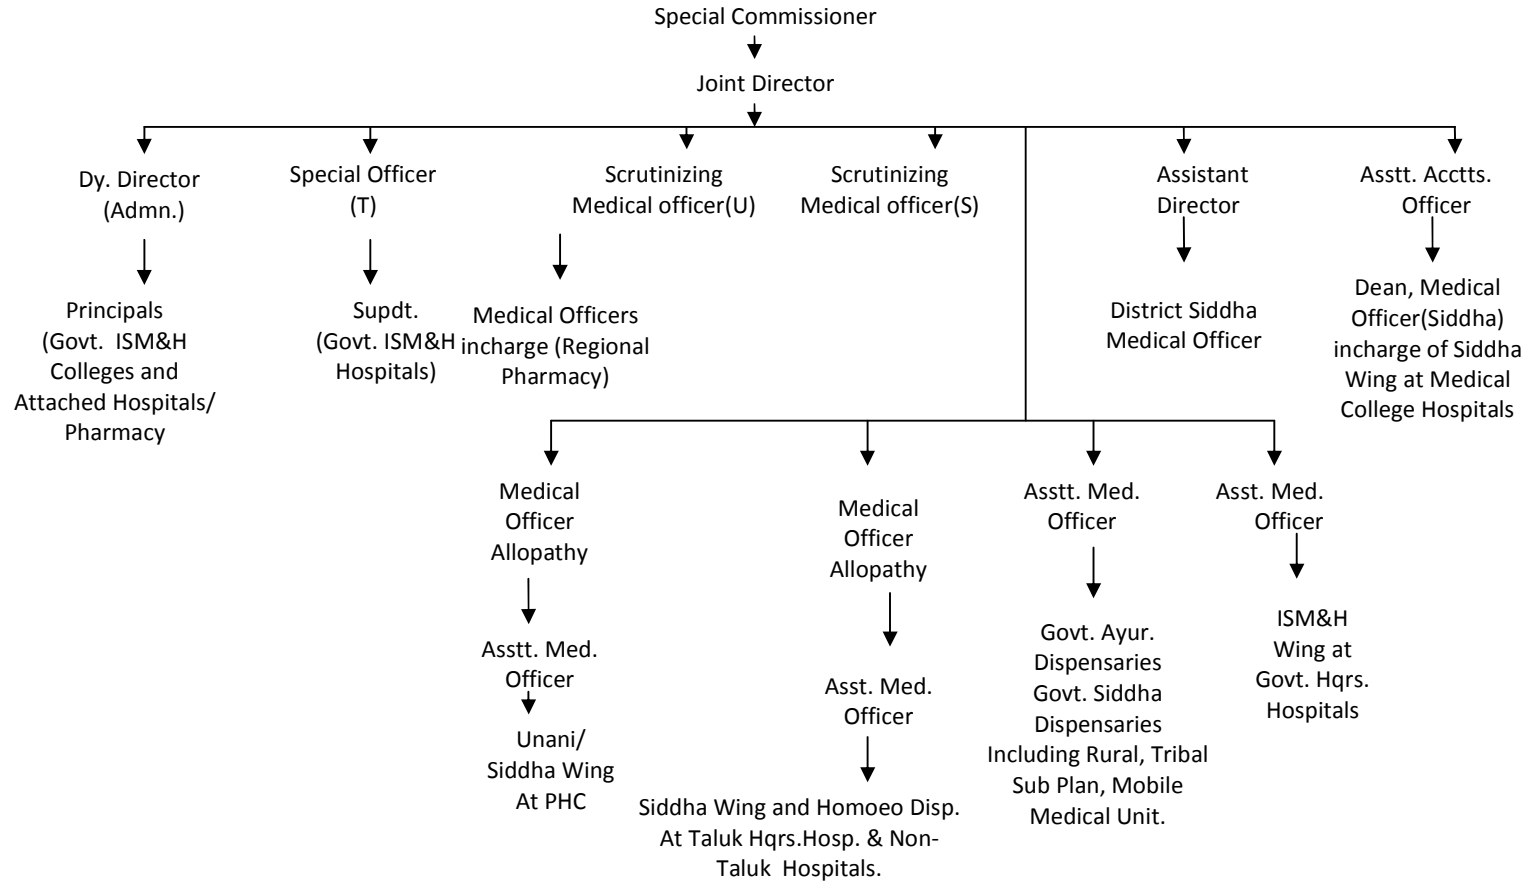 Special Commissioner
Joint Director
Dy. Director
(Admn.)
Special Officer
(T)
Scrutinizing
Medical officer(U)
Scrutinizing
Medical officer(S)
Assistant
Director
Asstt. Acctts.
Officer
Principals
(Govt. ISM&H
Colleges and
Attached Hospitals/
Pharmacy
Supdt.
(Govt. ISM&H
Hospitals)
Medical Officers
incharge (Regional
Pharmacy)
District Siddha
Medical Officer
Dean, Medical
Officer(Siddha)
incharge of Siddha
Wing at Medical
College Hospitals
Medical
Officer
Allopathy
Asstt. Med.
Officer
Unani/
Siddha Wing
At PHC
Medical
Officer
Allopathy
Asst. Med.
Officer
Siddha Wing and Homoeo Disp.
At Taluk Hqrs.Hosp. & Non-
Taluk Hospitals.
Asstt. Med.
Officer
Govt. Ayur.
Dispensaries
Govt. Siddha
Dispensaries
Including Rural, Tribal
Sub Plan, Mobile
Medical Unit.
Asst. Med.
Officer
ISM&H
Wing at
Govt. Hqrs.
Hospitals